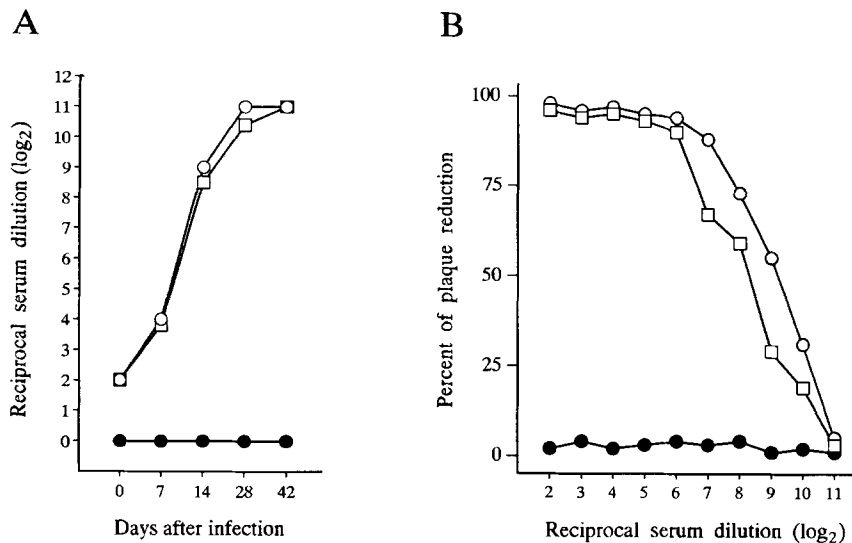 A
Reciprocal serum dilution (log2)
12
11
10
9
8
7
6
5
4
3
2
1
0
0 7 14 28 42
Days after infection
B
Percent of plaque reduction
100
75
50
25
0
2 3 4 5 6 7 8 9 10 11
Reciprocal serum dilution (log2)